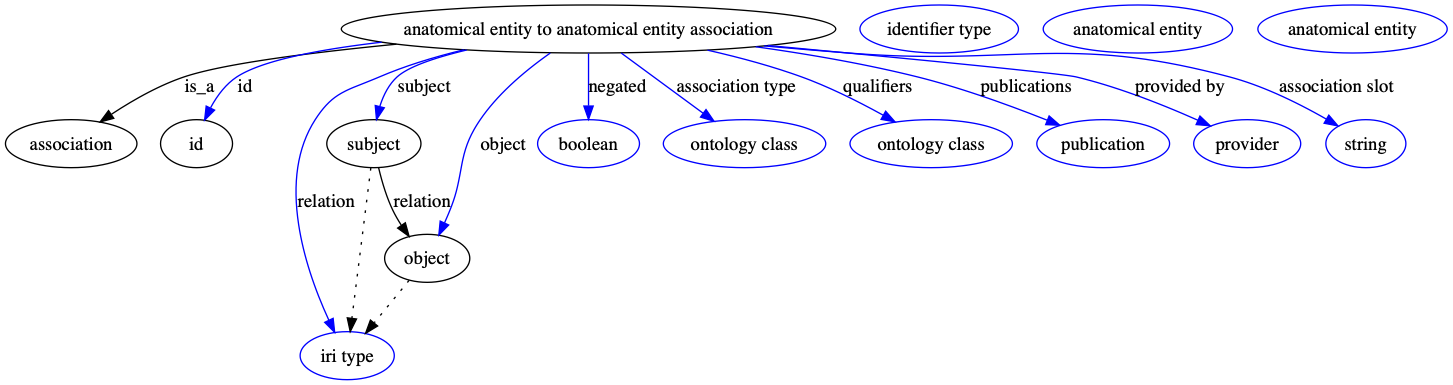 anatomical entity to anatomical entity association
identifier type
anatomical entity
anatomical entity
is_a
id
subject
negated
association type
qualifiers
publications
provided by
association slot
association
id
subject
object
boolean
ontology class
ontology class
publication
provider
string
relation
relation
object
iri type